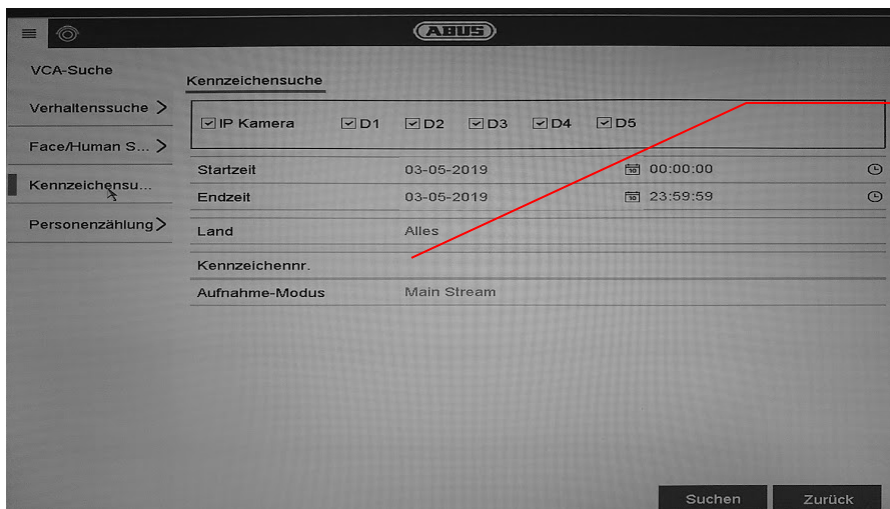 ABUS
VCA-Suche
Verhaltenssuche >
Face/Human S... >
Kennzeichensu...
Personenzählung >
Kennzeichensuche
IP Kamera D1 D2 D3 D4 D5
Startzeit 03-05-2019 00:00:00
Endzeit 03-05-2019 23:59:59
Land Alles
Kennzeichennr.
Aufnahme-Modus Main Stream
Suchen Zurück